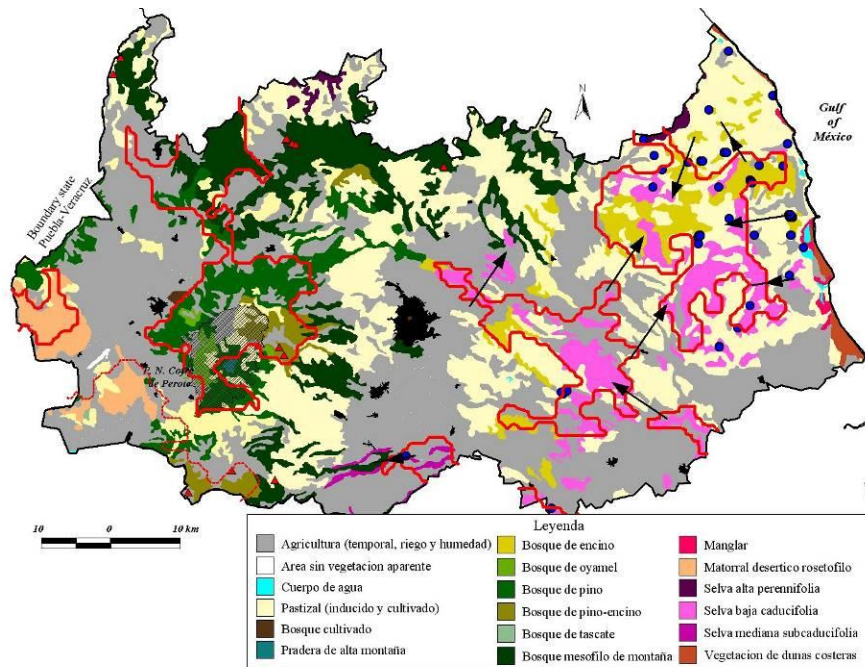 N
Gulf
of
México
Boundary state
Puebla-Veracruz
P. N. Cofre
de Perote
10 0 10 km
Leyenda
Agricultura (temporal, riego y humedad)
Area sin vegetacion aparente
Cuerpo de agua
Pastizal (inducido y cultivado)
Bosque cultivado
Pradera de alta montaña
Bosque de encino
Bosque de oyamel
Bosque de pino
Bosque de pino-encino
Bosque de tascate
Bosque mesofilo de montaña
Manglar
Matorral desertico rosetofilo
Selva alta perennifolia
Selva baja caducifolia
Selva mediana subcaducifolia
Vegetacion de dunas costeras